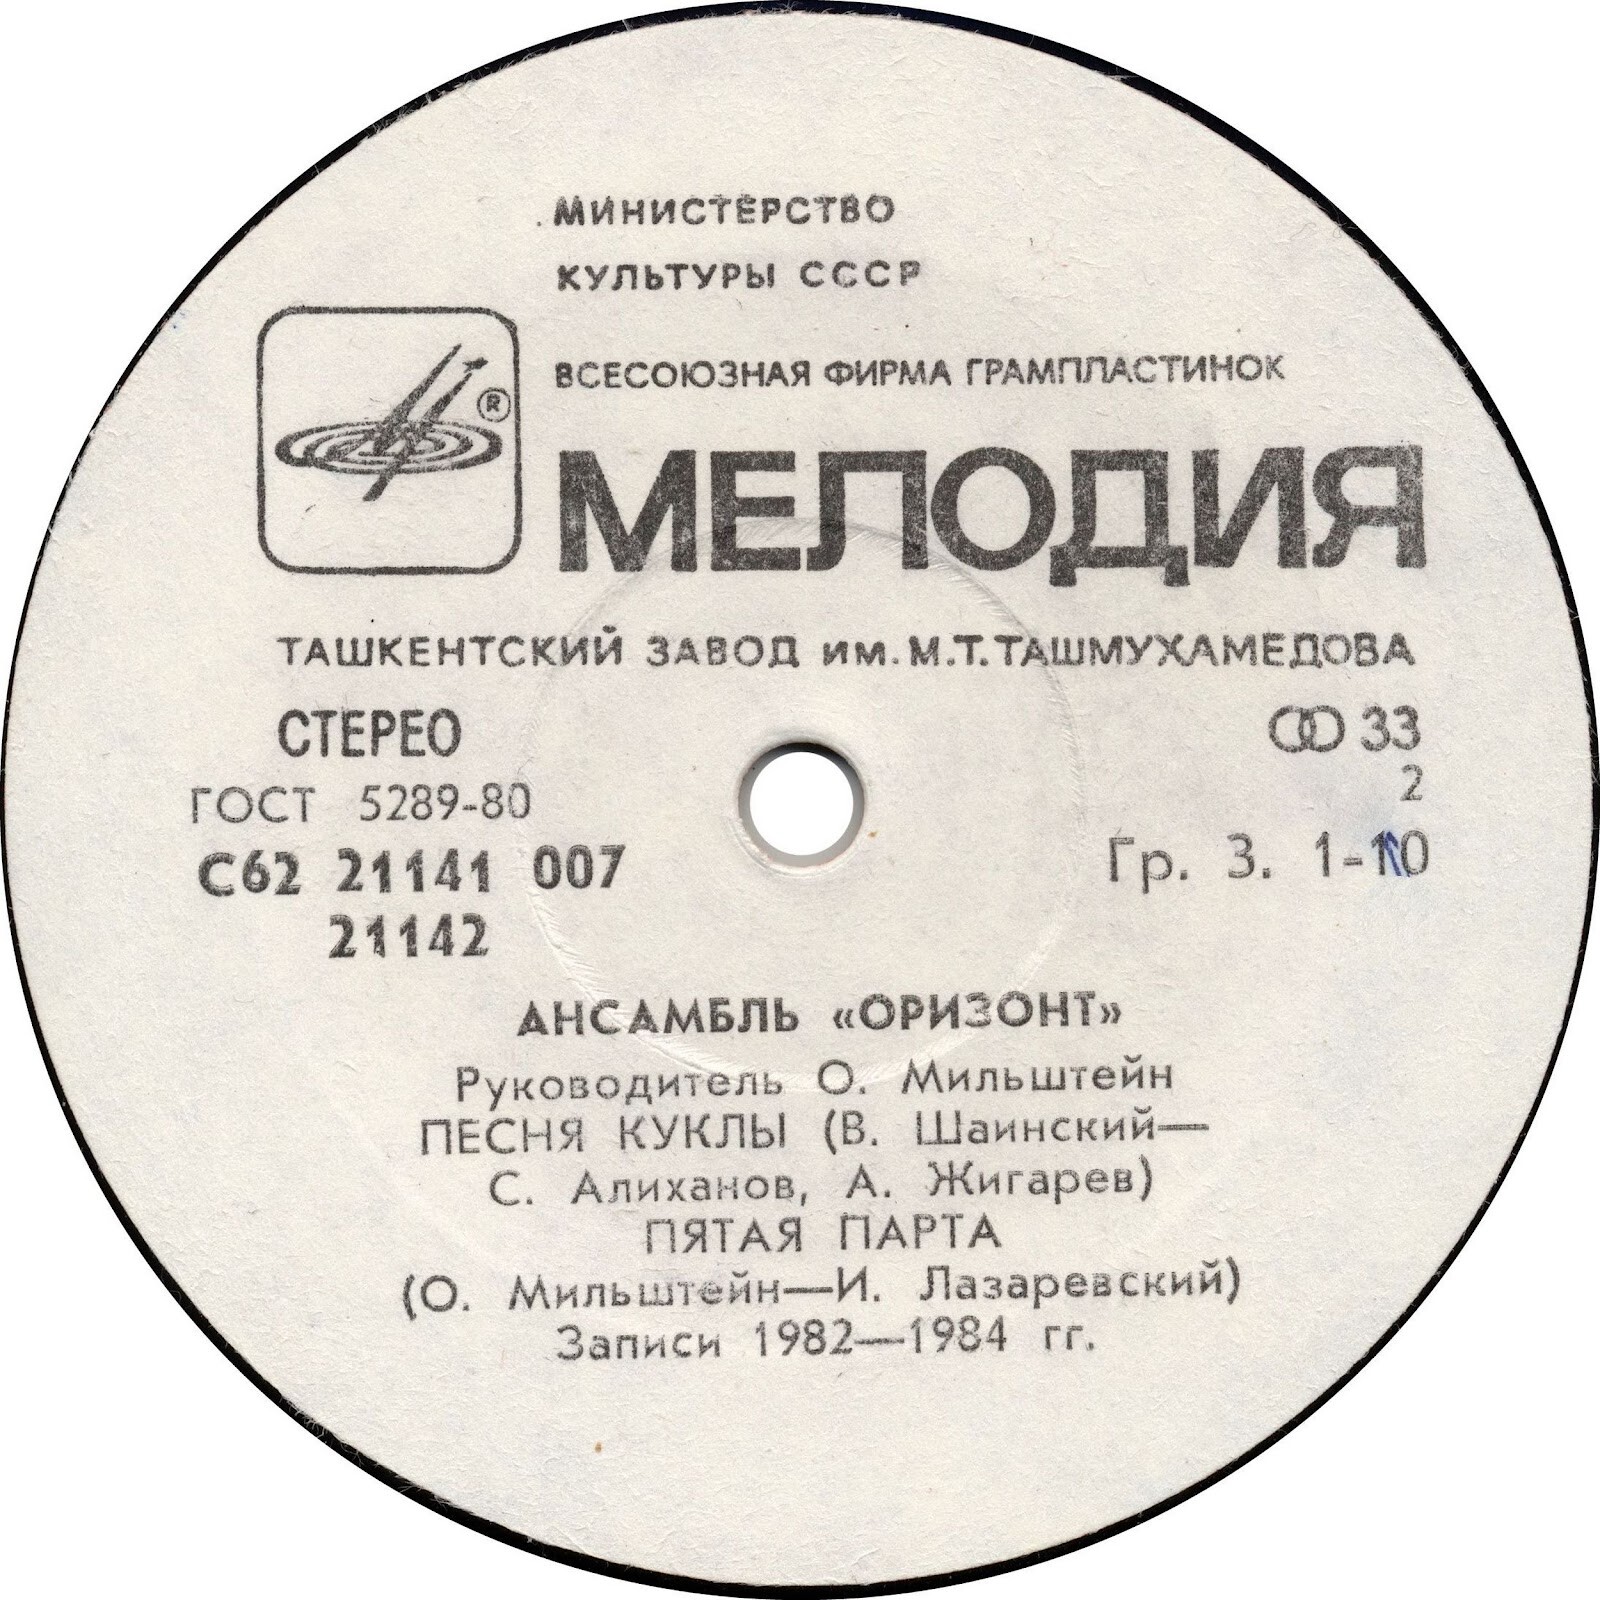 МИНИСТЕРСТВО
КУЛЬТУРЫ СССР
ВСЕСОЮЗНАЯ ФИРМА ГРАМПЛАСТИНОК
®
МЕЛОДИЯ
ТАШКЕНТСКИЙ ЗАВОД им. М.Т.ТАШМУХАМЕДОВА
СТЕРЕО
33
ГОСТ 5289-80
2
С62 21141 007
Гр. 3. 1-10
21142
АНСАМБЛЬ «ОРИЗОНТ»
Руководитель О. Мильштейн
ПЕСНЯ КУКЛЫ (В. Шаинский—
С. Алиханов, А. Жигарев)
ПЯТАЯ ПАРТА
(О. Мильштейн—И. Лазаревский)
Записи 1982—1984 гг.